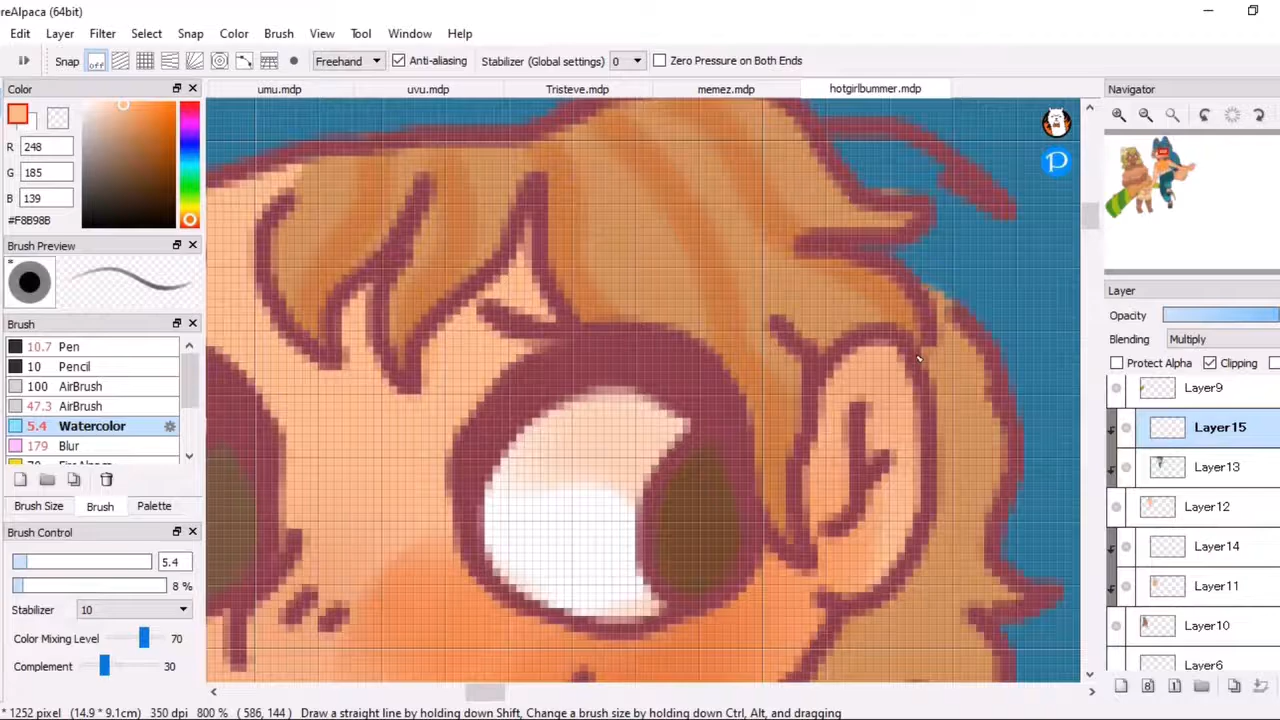 reAlpaca (64bit)
Edit Layer Filter Select Snap Color Brush View Tool Window Help
Snap off Freehand Anti-aliasing Stabilizer (Global settings) 0 Zero Pressure on Both Ends
Color
umu.mdp uvu.mdp Tristeve.mdp memez.mdp hotgirlbummer.mdp
Navigator
R 248
G 185
B 139
#F8B98B
Brush Preview
*
P
Layer
Opacity
Blending Multiply
Protect Alpha Clipping
Brush
10.7 Pen
10 Pencil
100 AirBrush
47.3 AirBrush
5.4 Watercolor
179 Blur
Brush Size Brush Palette
Brush Control
5.4
8 %
Stabilizer 10
Color Mixing Level 70
Complement 30
Layer9
Layer15
Layer13
Layer12
Layer14
Layer11
Layer10
Layer6
* 1252 pixel (14.9 * 9.1cm) 350 dpi 800 % ( 586, 144 ) Draw a straight line by holding down Shift, Change a brush size by holding down Ctrl, Alt, and dragging